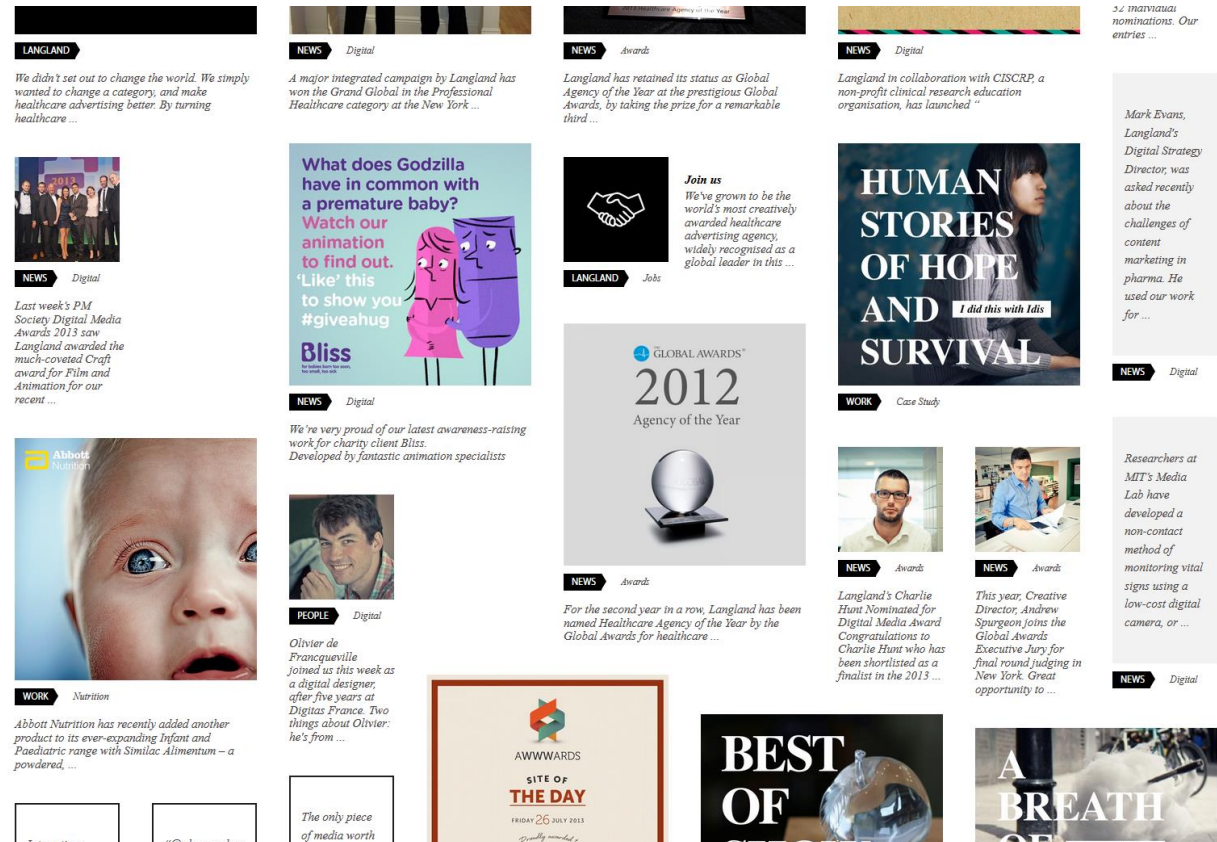 2013 Healthcare Agency of the Year
LANGLAND
We didn't set out to change the world. We simply
wanted to change a category, and make
healthcare advertising better. By turning
healthcare ...
2013
NEWS Digital
Last week's PM
Society Digital Media
Awards 2013 saw
Langland awarded the
much-coveted Craft
award for Film and
Animation for our
recent ...
Abbott
Nutrition
WORK Nutrition
Abbott Nutrition has recently added another
product to its ever-expanding Infant and
Paediatric range with Similac Alimentum – a
powdered, ...
NEWS Digital
A major integrated campaign by Langland has
won the Grand Global in the Professional
Healthcare category at the New York ...
What does Godzilla
have in common with
a premature baby?
Watch our
animation
to find out.
'Like' this
to show you
#giveahug
Bliss
for babies born too soon,
too small, too sick
NEWS Digital
We're very proud of our latest awareness-raising
work for charity client Bliss.
Developed by fantastic animation specialists
PEOPLE Digital
Olivier de
Francqueville
joined us this week as
a digital designer,
after five years at
Digitas France. Two
things about Olivier:
he's from ...
The only piece
of media worth
AWWWARDS
SITE OF
THE DAY
FRIDAY 26 JULY 2013
Proudly awarded to
NEWS Awards
Langland has retained its status as Global
Agency of the Year at the prestigious Global
Awards, by taking the prize for a remarkable
third ...
Join us
We've grown to be the
world's most creatively
awarded healthcare
advertising agency,
widely recognised as a
global leader in this ...
LANGLAND Jobs
GLOBAL AWARDS
2012
Agency of the Year
NEWS Awards
For the second year in a row, Langland has been
named Healthcare Agency of the Year by the
Global Awards for healthcare ...
NEWS Digital
Langland in collaboration with CISCRP, a
non-profit clinical research education
organisation, has launched “
HUMAN
STORIES
OF HOPE
AND
I did this with Idis
SURVIVAL
WORK Case Study
NEWS Awards
Langland's Charlie
Hunt Nominated for
Digital Media Award
Congratulations to
Charlie Hunt who has
been shortlisted as a
finalist in the 2013 ...
NEWS Awards
This year, Creative
Director, Andrew
Spurgeon joins the
Global Awards
Executive Jury for
final round judging in
New York. Great
opportunity to ...
BEST
OF
A
BREATH
OF
32 individual
nominations. Our
entries ...
Mark Evans,
Langland's
Digital Strategy
Director, was
asked recently
about the
challenges of
content
marketing in
pharma. He
used our work
for ...
NEWS Digital
Researchers at
MIT's Media
Lab have
developed a
non-contact
method of
monitoring vital
signs using a
low-cost digital
camera, or ...
NEWS Digital